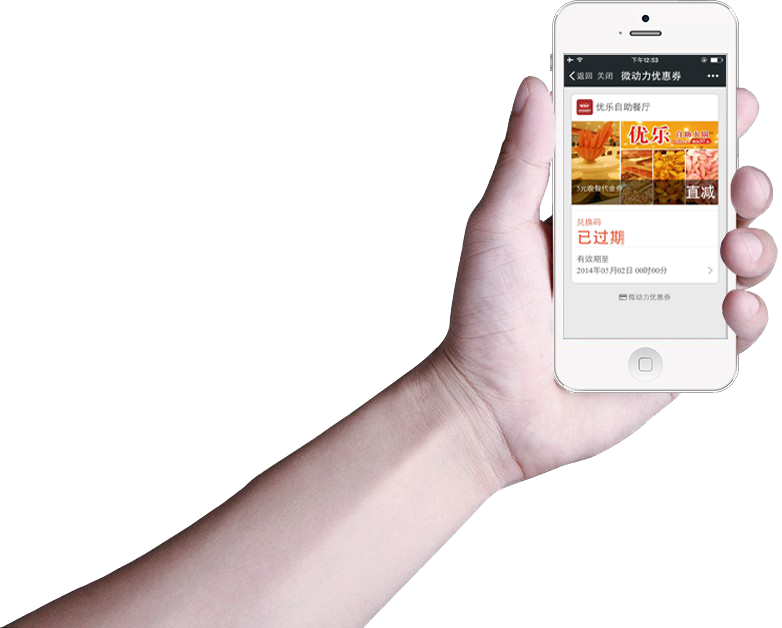 下午12:53
返回 关闭 微动力优惠券
优乐自助餐厅
优乐 自助火锅
5元晚餐代金券
直减
兑换码
已过期
有效期至
2014年05月02日 00时00分
微动力优惠券